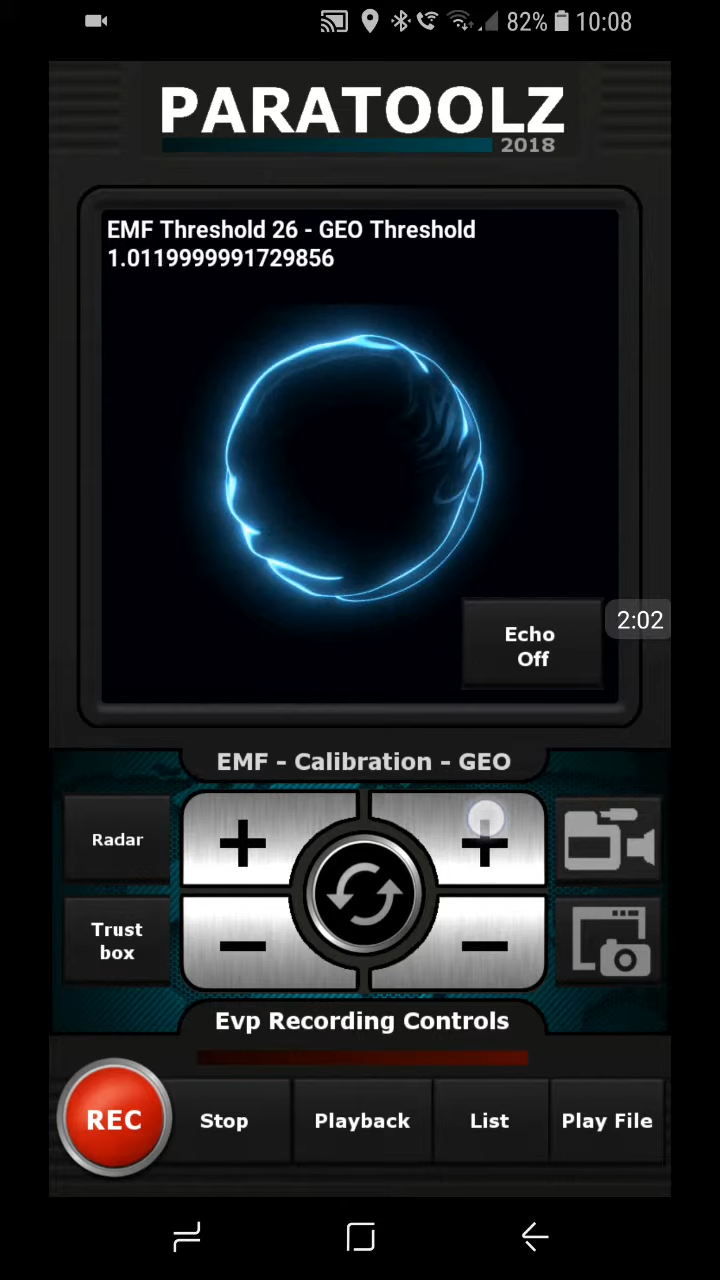 82% 10:08
PARATOOLZ
2018
EMF Threshold 26 - GEO Threshold
1.0119999991729856
Echo
Off
2:02
EMF - Calibration - GEO
Radar
+ +
Trust
box
- -
Evp Recording Controls
REC Stop Playback List Play File